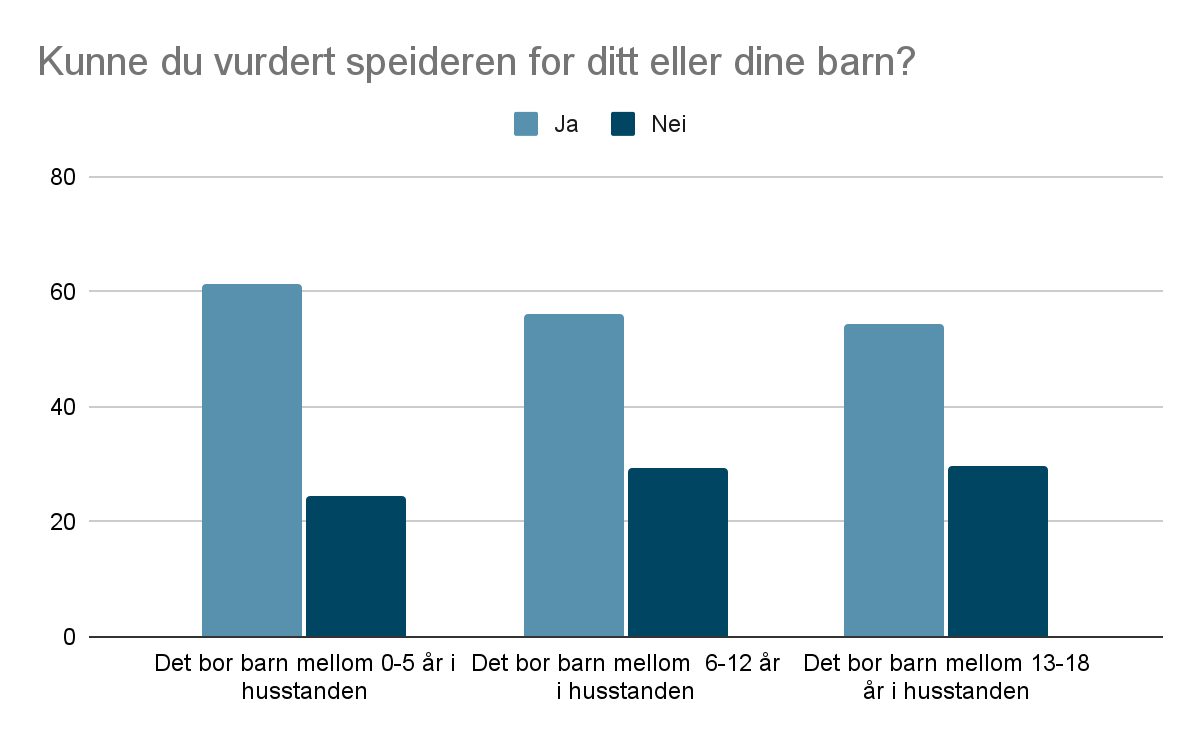 Kunne du vurdert speideren for ditt eller dine barn?
Ja Nei
80
60
40
20
0
Det bor barn mellom 0-5 år i
husstanden
Det bor barn mellom  6-12 år
i husstanden
Det bor barn mellom 13-18
år i husstanden